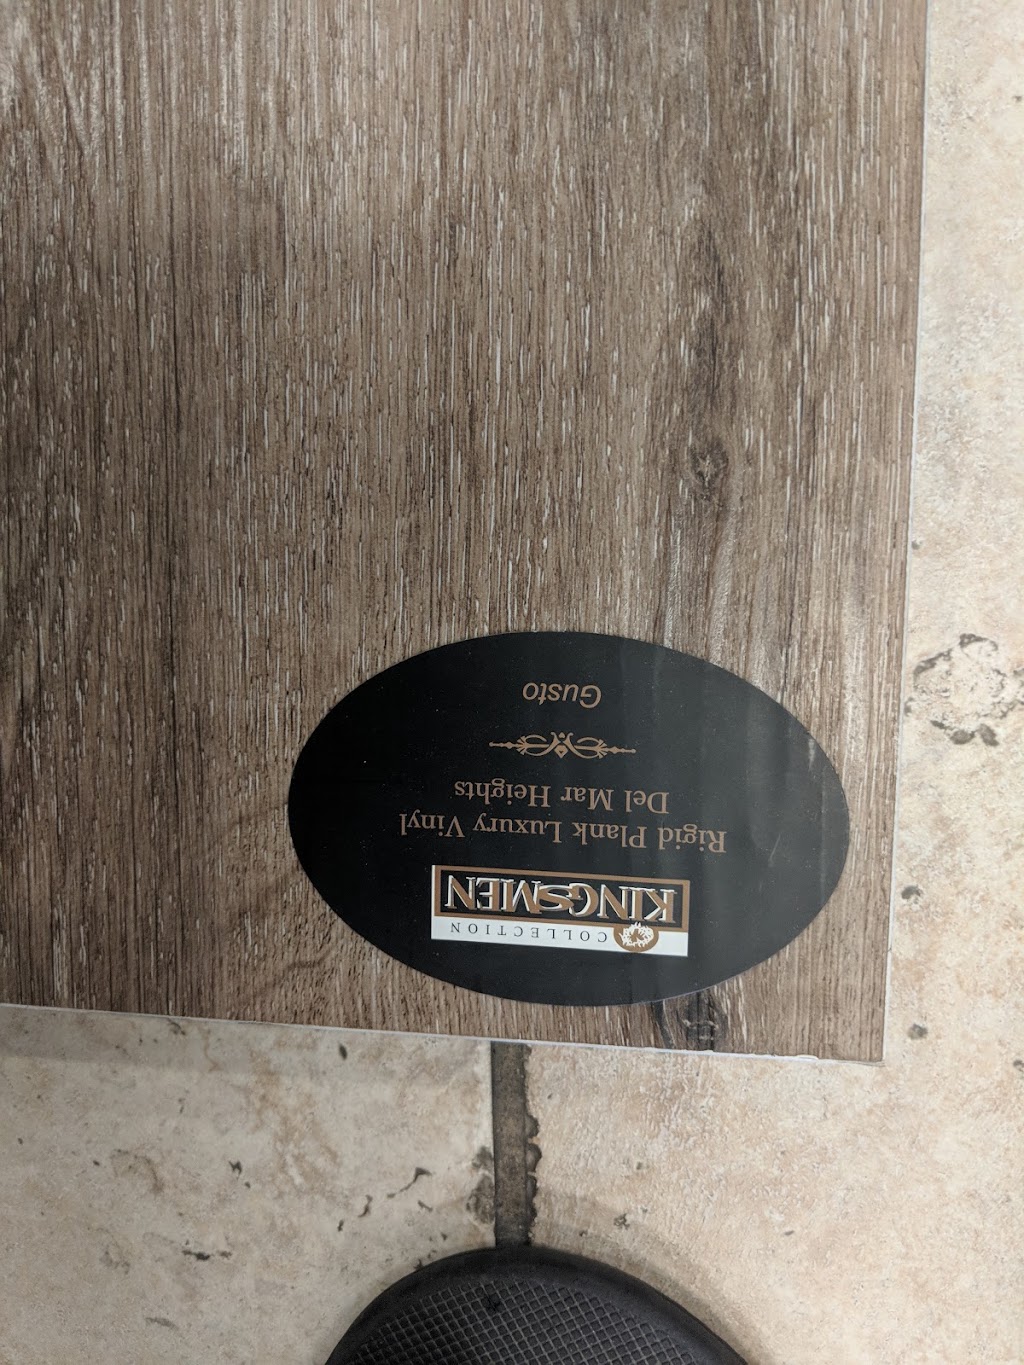 COLLECTION
KINGSMEN
Rigid Plank Luxury Vinyl
Del Mar Heights
Gusto